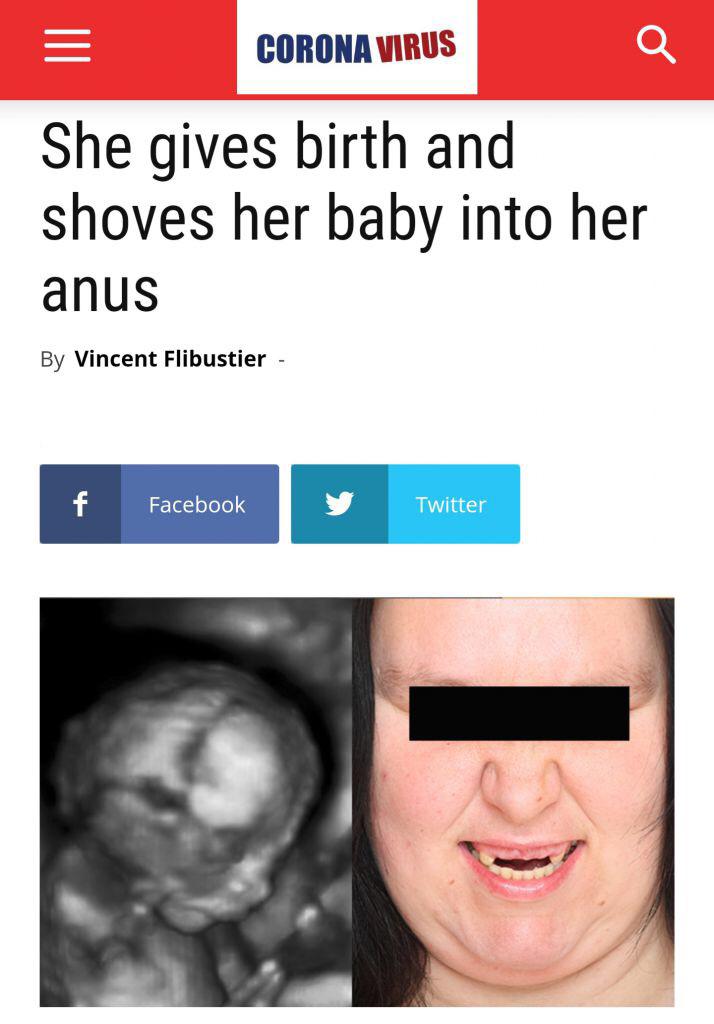 CORONA VIRUS
She gives birth and
shoves her baby into her
anus
By Vincent Flibustier -
Facebook
Twitter